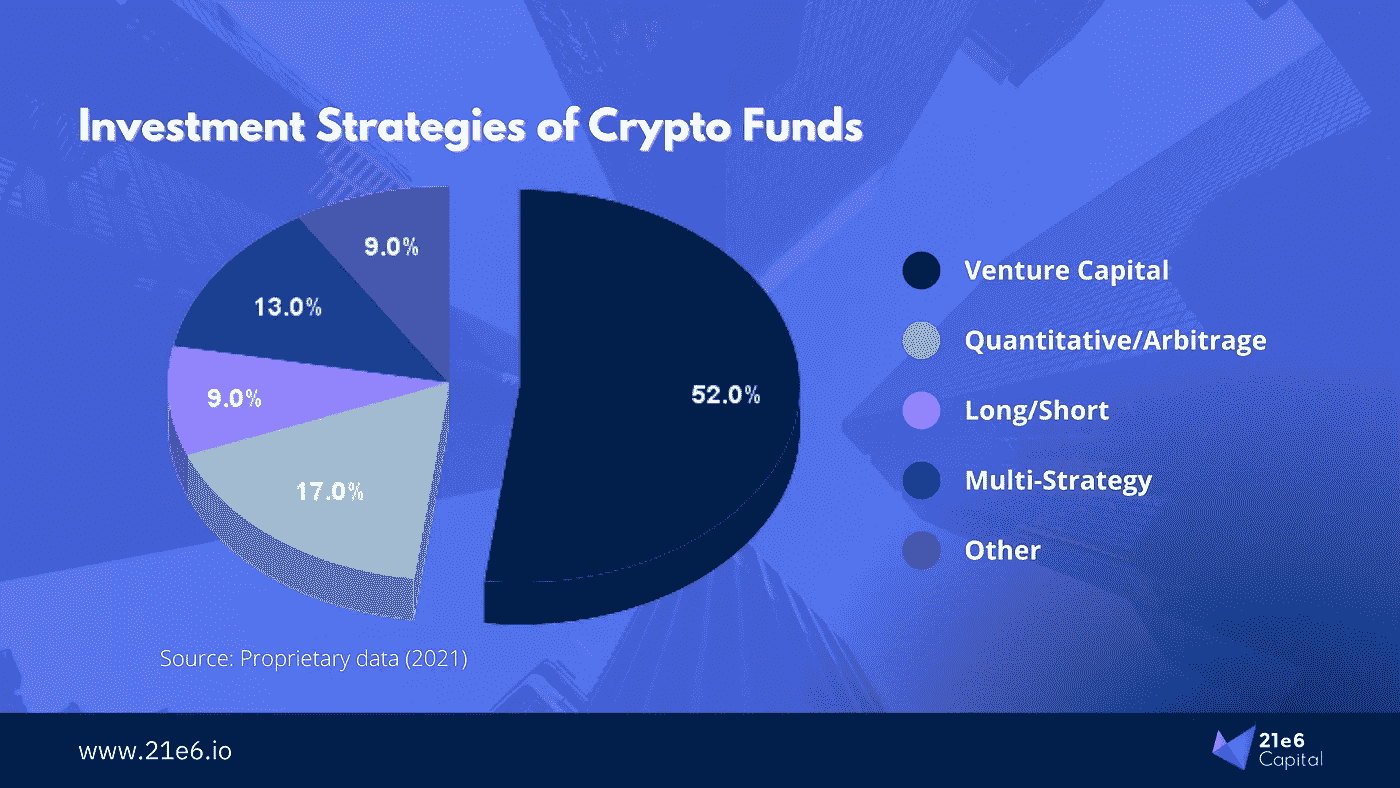 Investment Strategies of Crypto Funds
9.0%
13.0%
9.0%
17.0%
52.0%
Venture Capital
Quantitative/Arbitrage
Long/Short
Multi-Strategy
Other
Source: Proprietary data (2021)
www.21e6.io
21e6
Capital